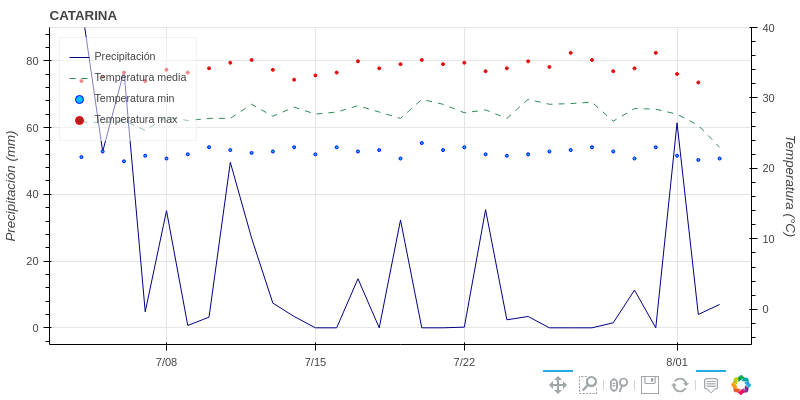 CATARINA
Precipitación
Temperatura media
Temperatura min
Temperatura max
Precipitación (mm)
80
60
40
20
0
Temperatura (°C)
40
30
20
10
0
7/08
7/15
7/22
8/01